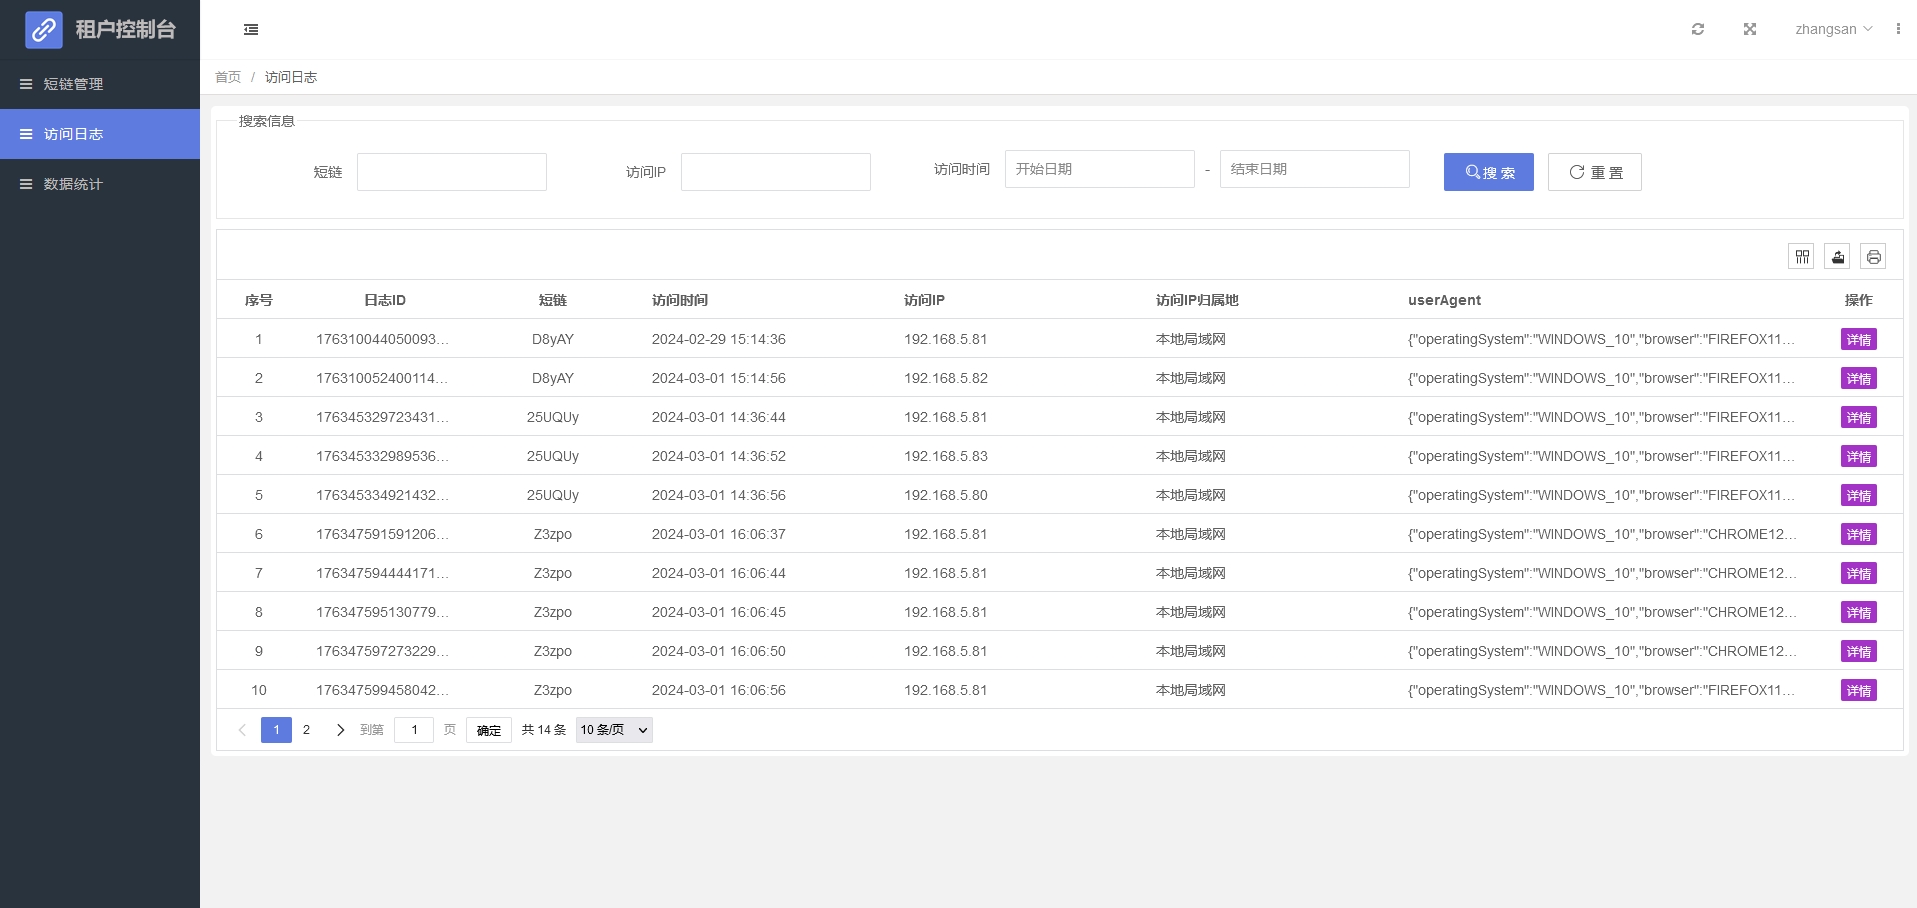 租户控制台
zhangsan
短链管理
首页 / 访问日志
访问日志
数据统计
搜索信息
短链 访问IP 访问时间 开始日期 - 结束日期 搜 索 重 置
序号 日志ID 短链 访问时间 访问IP 访问IP归属地 userAgent 操作
1 176310044050093... D8yAY 2024-02-29 15:14:36 192.168.5.81 本地局域网 {"operatingSystem":"WINDOWS_10","browser":"FIREFOX11... 详情
2 176310052400114... D8yAY 2024-03-01 15:14:56 192.168.5.82 本地局域网 {"operatingSystem":"WINDOWS_10","browser":"FIREFOX11... 详情
3 176345329723431... 25UQUy 2024-03-01 14:36:44 192.168.5.81 本地局域网 {"operatingSystem":"WINDOWS_10","browser":"FIREFOX11... 详情
4 176345332989536... 25UQUy 2024-03-01 14:36:52 192.168.5.83 本地局域网 {"operatingSystem":"WINDOWS_10","browser":"FIREFOX11... 详情
5 176345334921432... 25UQUy 2024-03-01 14:36:56 192.168.5.80 本地局域网 {"operatingSystem":"WINDOWS_10","browser":"FIREFOX11... 详情
6 176347591591206... Z3zpo 2024-03-01 16:06:37 192.168.5.81 本地局域网 {"operatingSystem":"WINDOWS_10","browser":"CHROME12... 详情
7 176347594444171... Z3zpo 2024-03-01 16:06:44 192.168.5.81 本地局域网 {"operatingSystem":"WINDOWS_10","browser":"CHROME12... 详情
8 176347595130779... Z3zpo 2024-03-01 16:06:45 192.168.5.81 本地局域网 {"operatingSystem":"WINDOWS_10","browser":"CHROME12... 详情
9 176347597273229... Z3zpo 2024-03-01 16:06:50 192.168.5.81 本地局域网 {"operatingSystem":"WINDOWS_10","browser":"CHROME12... 详情
10 176347599458042... Z3zpo 2024-03-01 16:06:56 192.168.5.81 本地局域网 {"operatingSystem":"WINDOWS_10","browser":"FIREFOX11... 详情
1 2 到第 1 页 确定 共 14 条 10 条/页